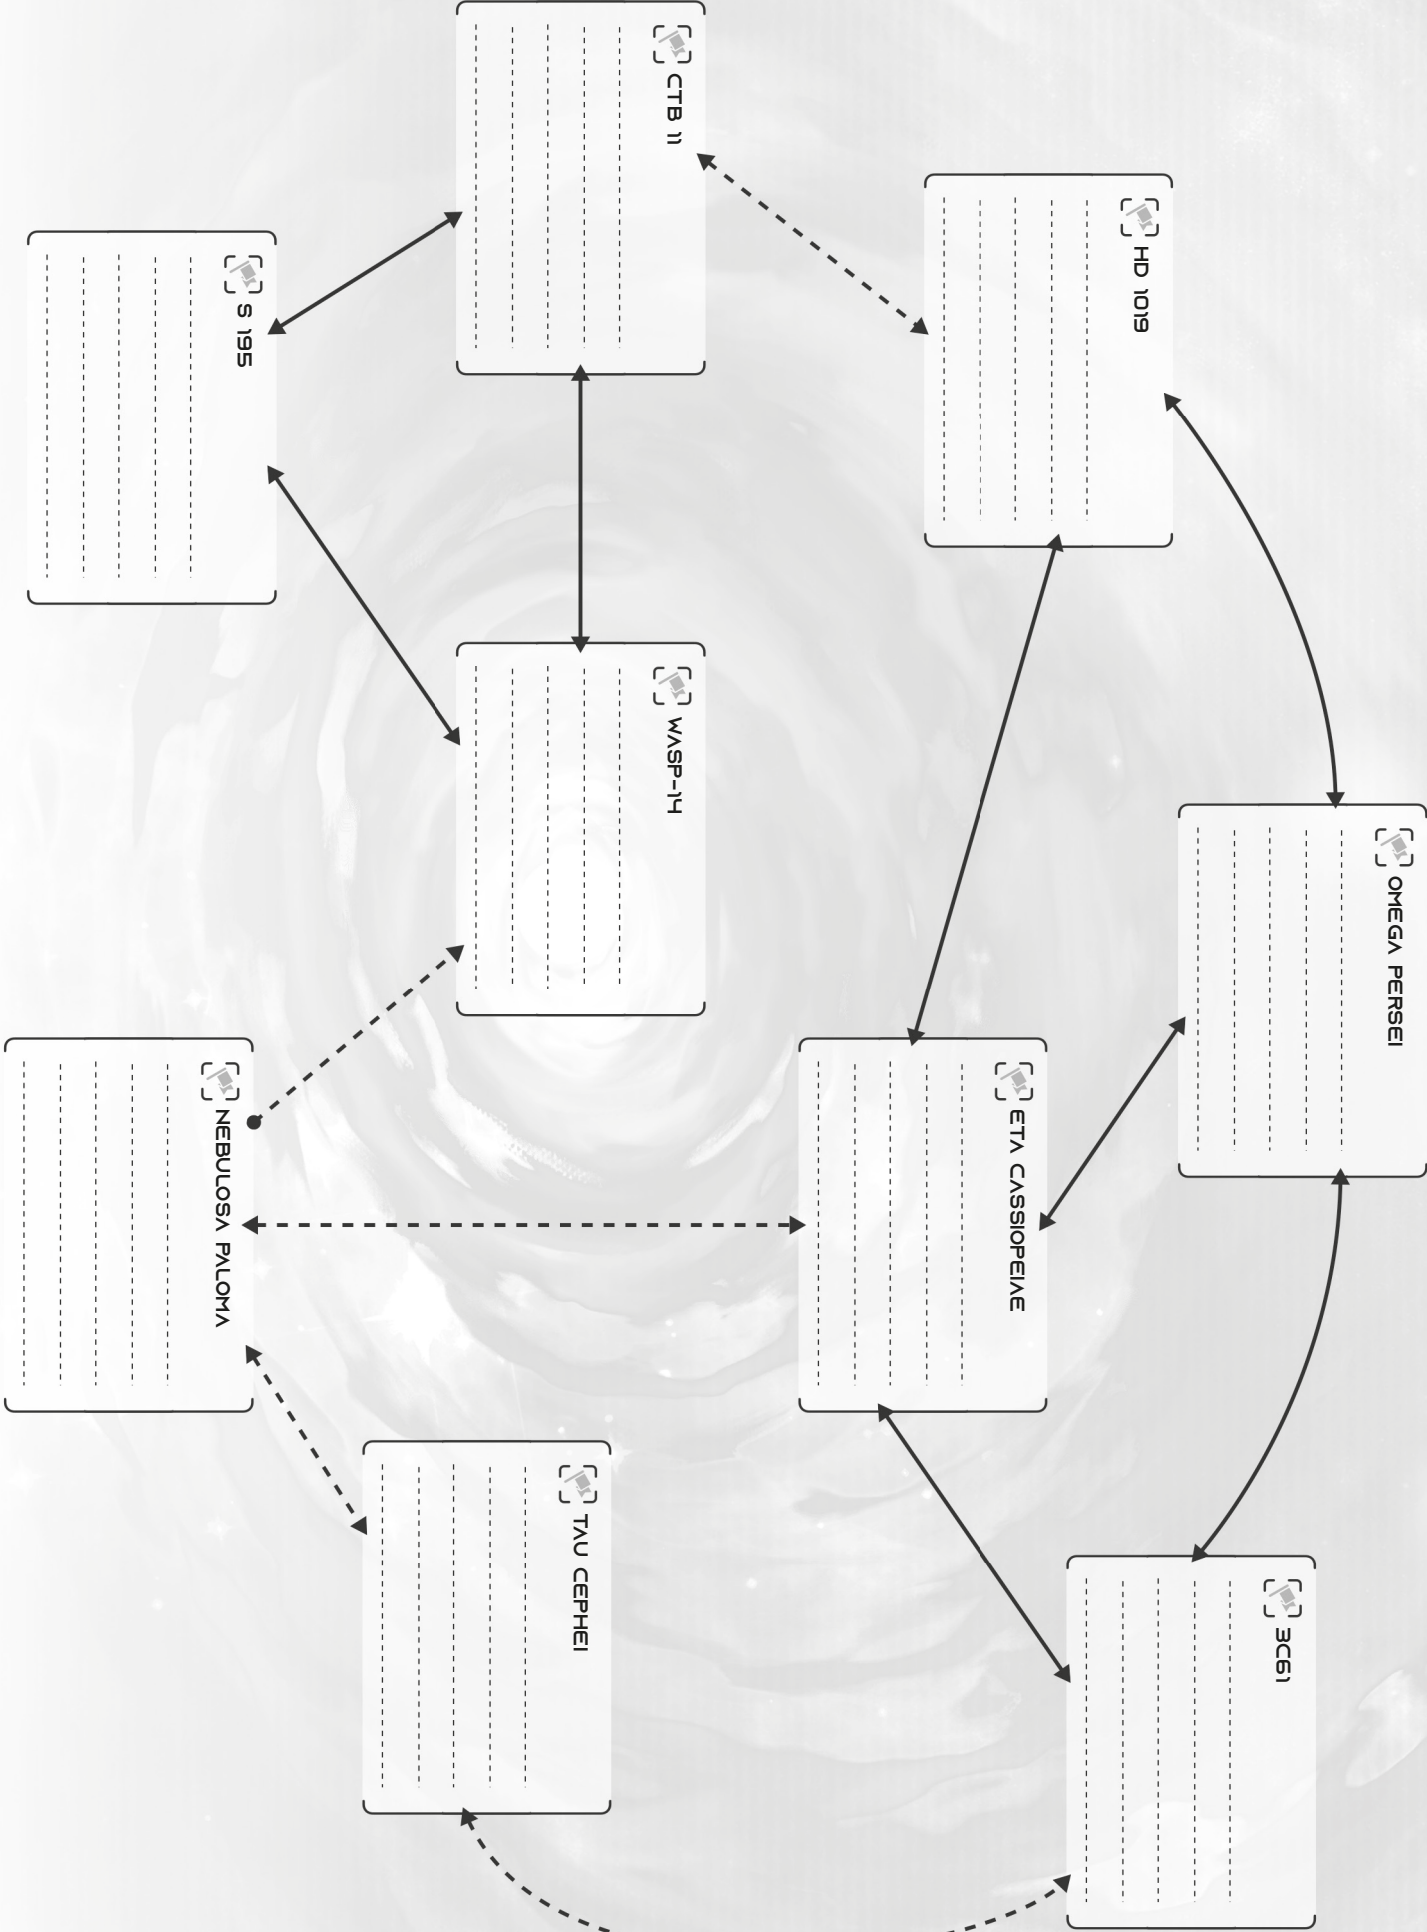 OMEGA PERSEI
3C61
HD 1019
ETA CASSIOPEIAE
CTB 11
WASP-14
TAU CEPHEI
S 195
NEBULOSA PALOMA